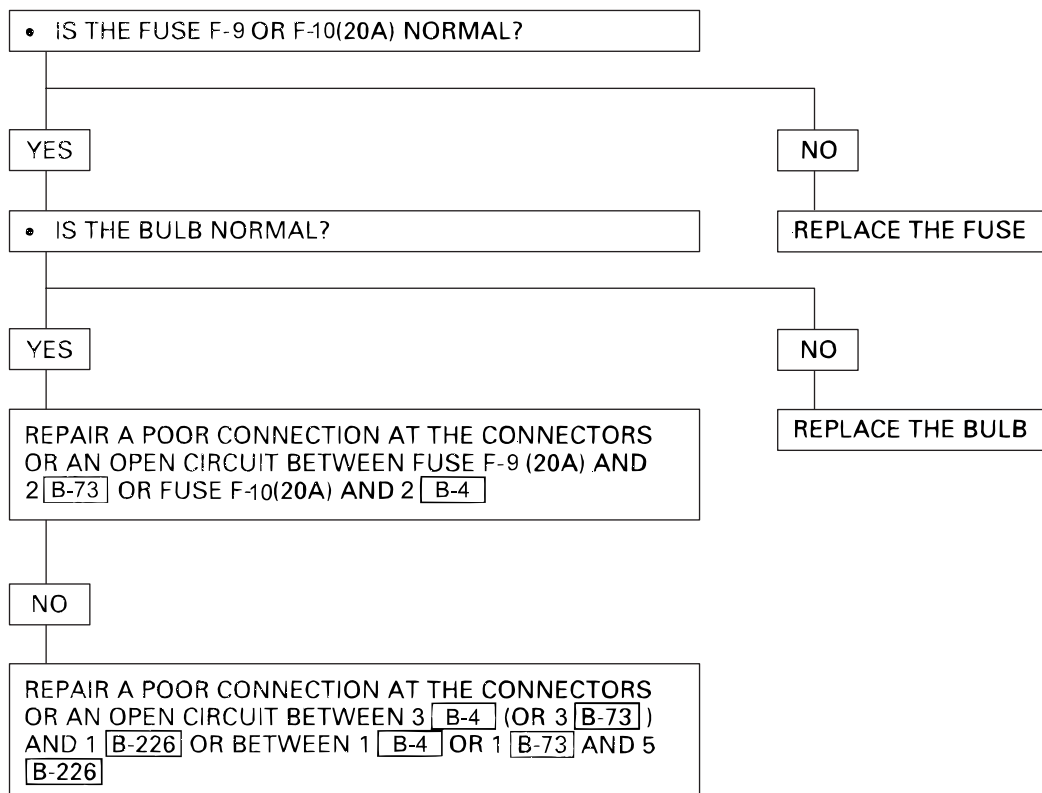 • IS THE FUSE F-9 OR F-10(20A) NORMAL?
YES
NO
• IS THE BULB NORMAL?
REPLACE THE FUSE
YES
NO
REPAIR A POOR CONNECTION AT THE CONNECTORS
OR AN OPEN CIRCUIT BETWEEN FUSE F-9 (20A) AND
2 B-73 OR FUSE F-10(20A) AND 2 B-4
REPLACE THE BULB
NO
REPAIR A POOR CONNECTION AT THE CONNECTORS
OR AN OPEN CIRCUIT BETWEEN 3 B-4 (OR 3 B-73 )
AND 1 B-226 OR BETWEEN 1 B-4 OR 1 B-73 AND 5
B-226